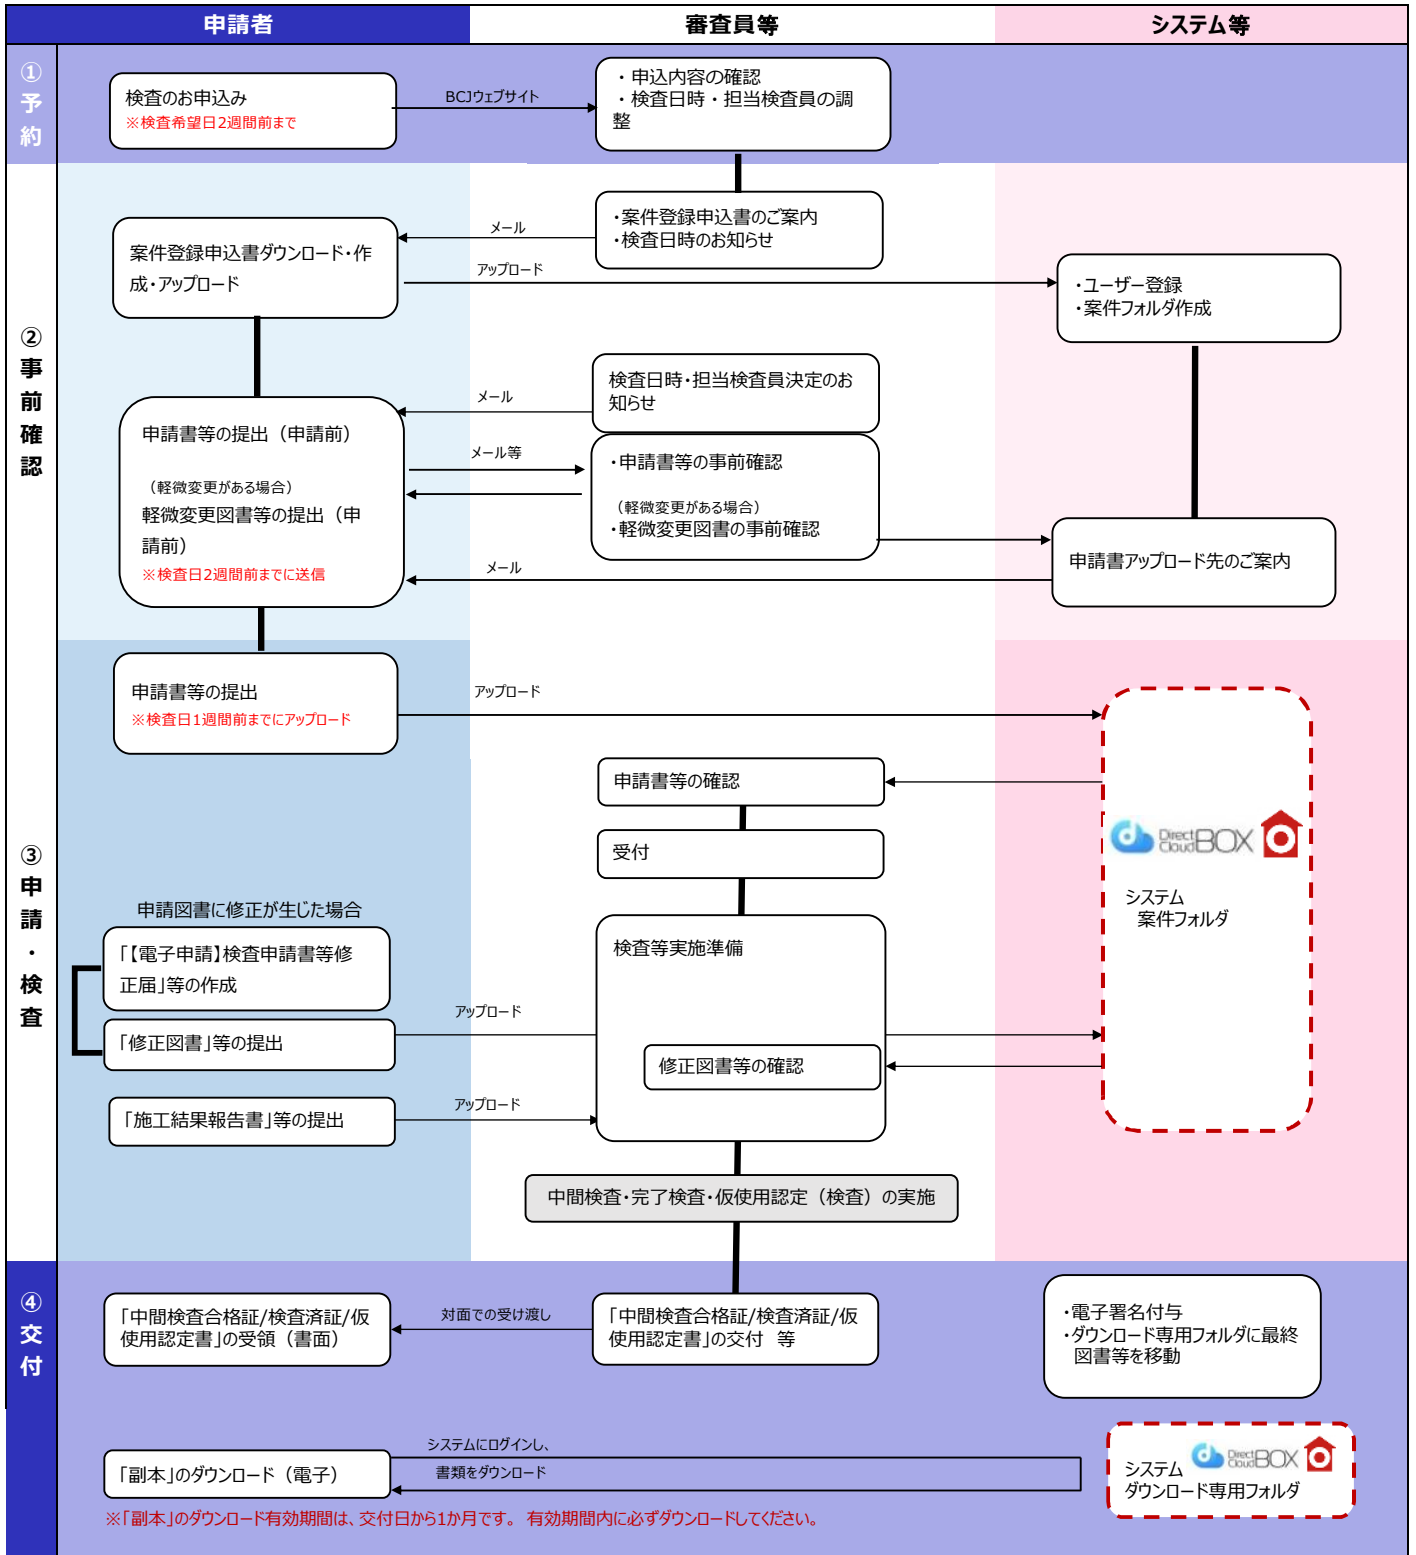 申請者
審査員等
システム等
①
予
約
検査のお申込み
※検査希望日2週間前まで
BCJウェブサイト
・申込内容の確認
・検査日時・担当検査員の調
整
②
事
前
確
認
・案件登録申込書のご案内
・検査日時のお知らせ
メール
案件登録申込書ダウンロード・作
成・アップロード
アップロード
・ユーザー登録
・案件フォルダ作成
検査日時・担当検査員決定のお
知らせ
メール
申請書等の提出（申請前）
（軽微変更がある場合）
軽微変更図書等の提出（申
請前）
※検査日2週間前までに送信
メール等
・申請書等の事前確認
（軽微変更がある場合）
・軽微変更図書の事前確認
申請書アップロード先のご案内
メール
③
申
請
・
検
査
申請書等の提出
※検査日1週間前までにアップロード
アップロード
申請書等の確認
受付
Direct
Cloud BOX
システム
案件フォルダ
申請図書に修正が生じた場合
「【電子申請】検査申請書等修
正届」等の作成
検査等実施準備
アップロード
「修正図書」等の提出
修正図書等の確認
アップロード
「施工結果報告書」等の提出
中間検査・完了検査・仮使用認定（検査）の実施
④
交
付
「中間検査合格証/検査済証/仮
使用認定書」の受領（書面）
対面での受け渡し
「中間検査合格証/検査済証/仮
使用認定書」の交付　等
・電子署名付与
・ダウンロード専用フォルダに最終
図書等を移動
システムにログインし、
書類をダウンロード
「副本」のダウンロード（電子）
Direct
Cloud BOX
システム
ダウンロード専用フォルダ
※「副本」のダウンロード有効期間は、交付日から1か月です。 有効期間内に必ずダウンロードしてください。